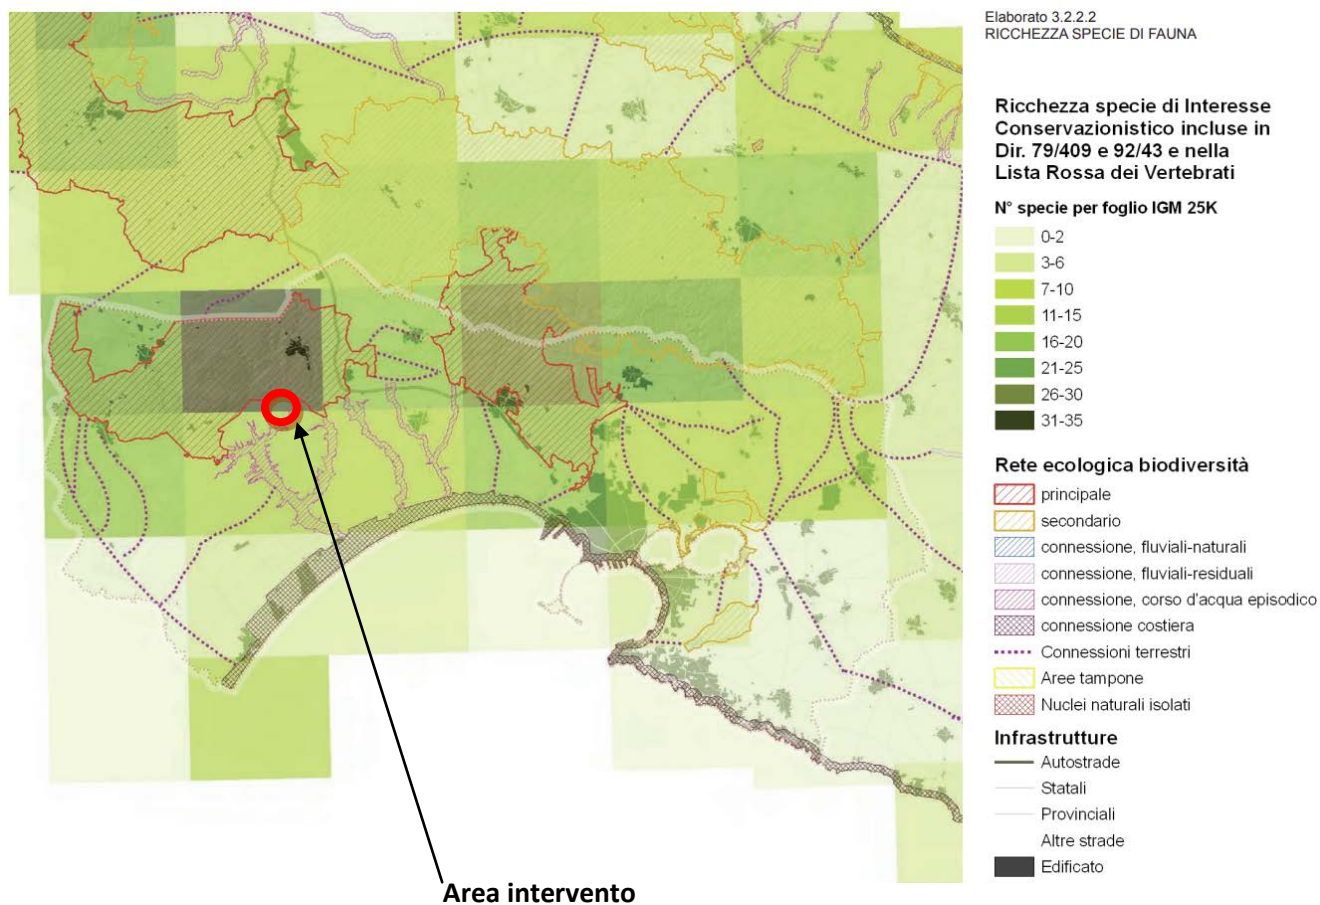 Elaborato 3.2.2.2
RICCHEZZA SPECIE DI FAUNA
Ricchezza specie di Interesse
Conservazionistico incluse in
Dir. 79/409 e 92/43 e nella
Lista Rossa dei Vertebrati
N° specie per foglio IGM 25K
0-2
3-6
7-10
11-15
16-20
21-25
26-30
31-35
Rete ecologica biodiversità
principale
secondario
connessione, fluviali-naturali
connessione, fluviali-residuali
connessione, corso d'acqua episodico
connessione costiera
Connessioni terrestri
Aree tampone
Nuclei naturali isolati
Infrastrutture
Autostrade
Statali
Provinciali
Altre strade
Edificato
Area intervento